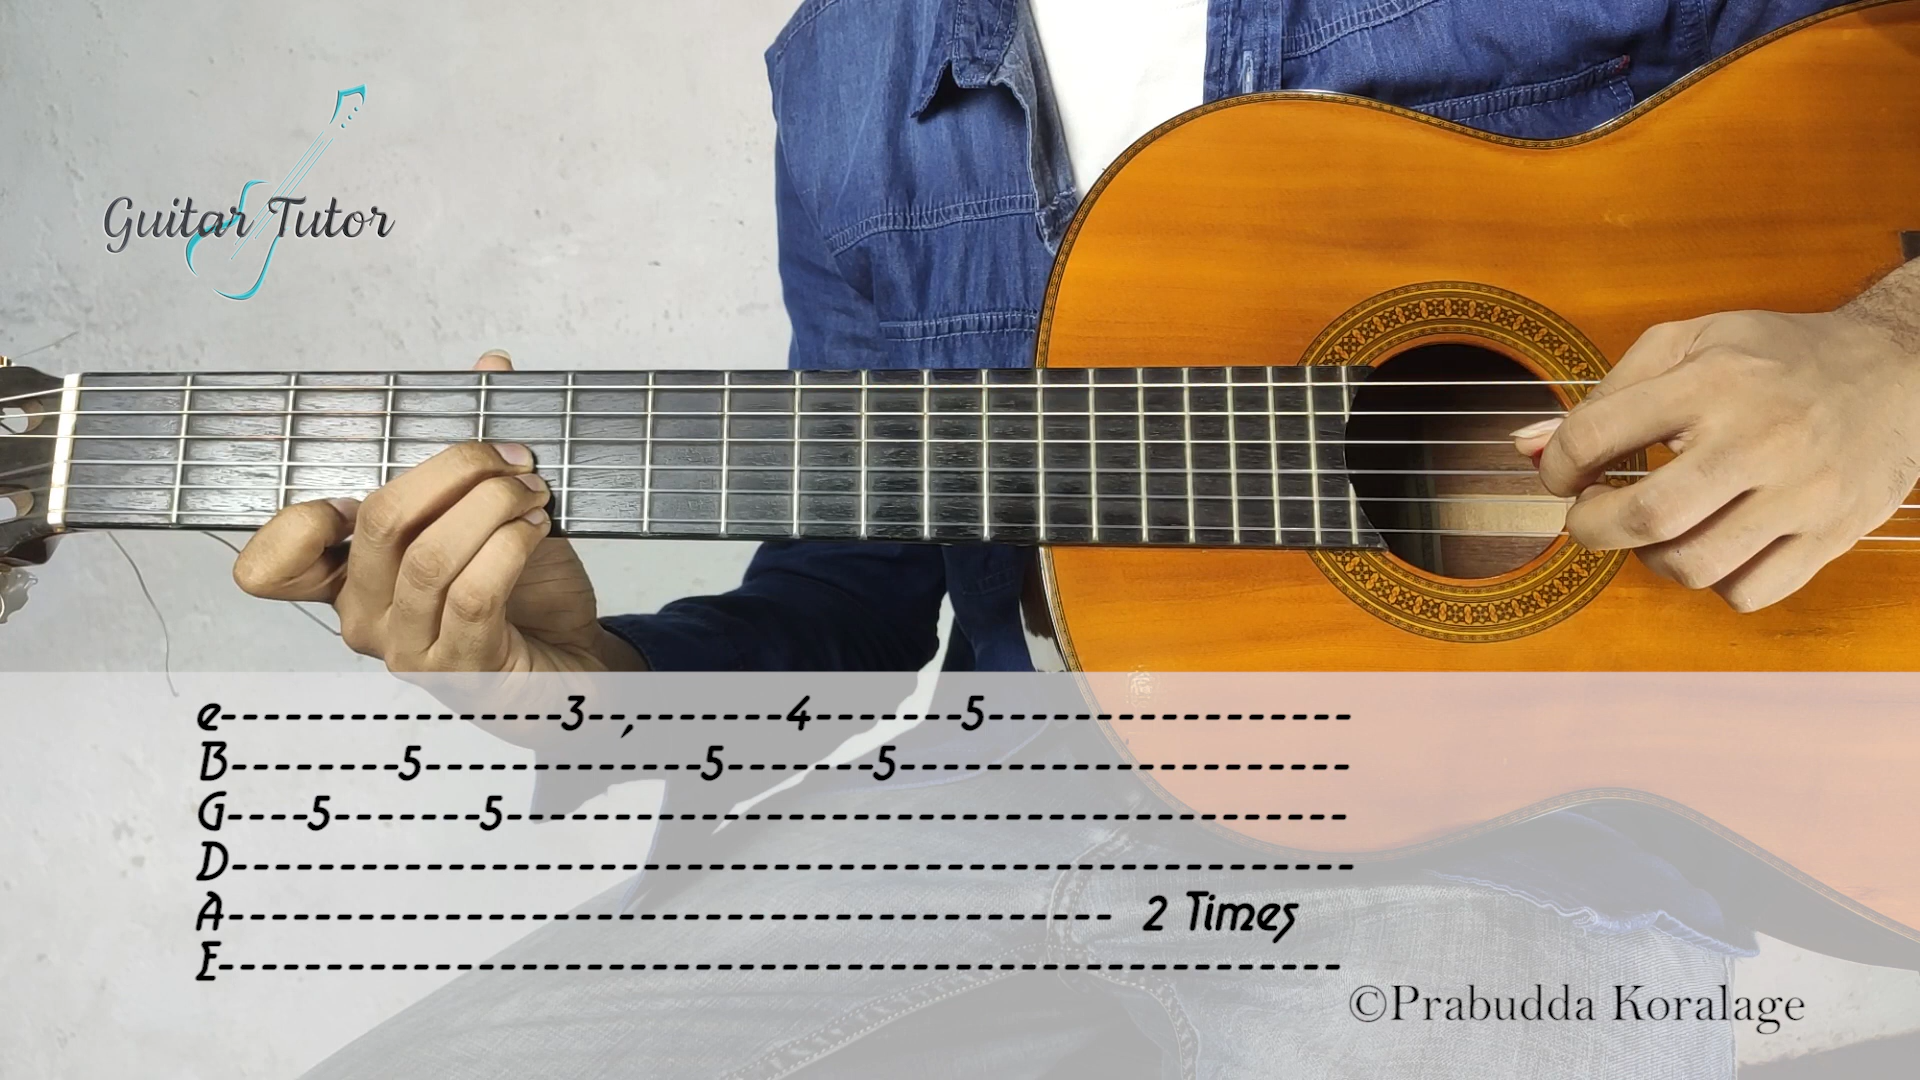 Guitar Tutor
e----------------3--,-------4-------5-----------------
B--------5-------------5-------5----------------------
G----5-------5---------------------------------------
D-----------------------------------------------------
A------------------------------------------ 2 Times
E-----------------------------------------------------
©Prabudda Koralage